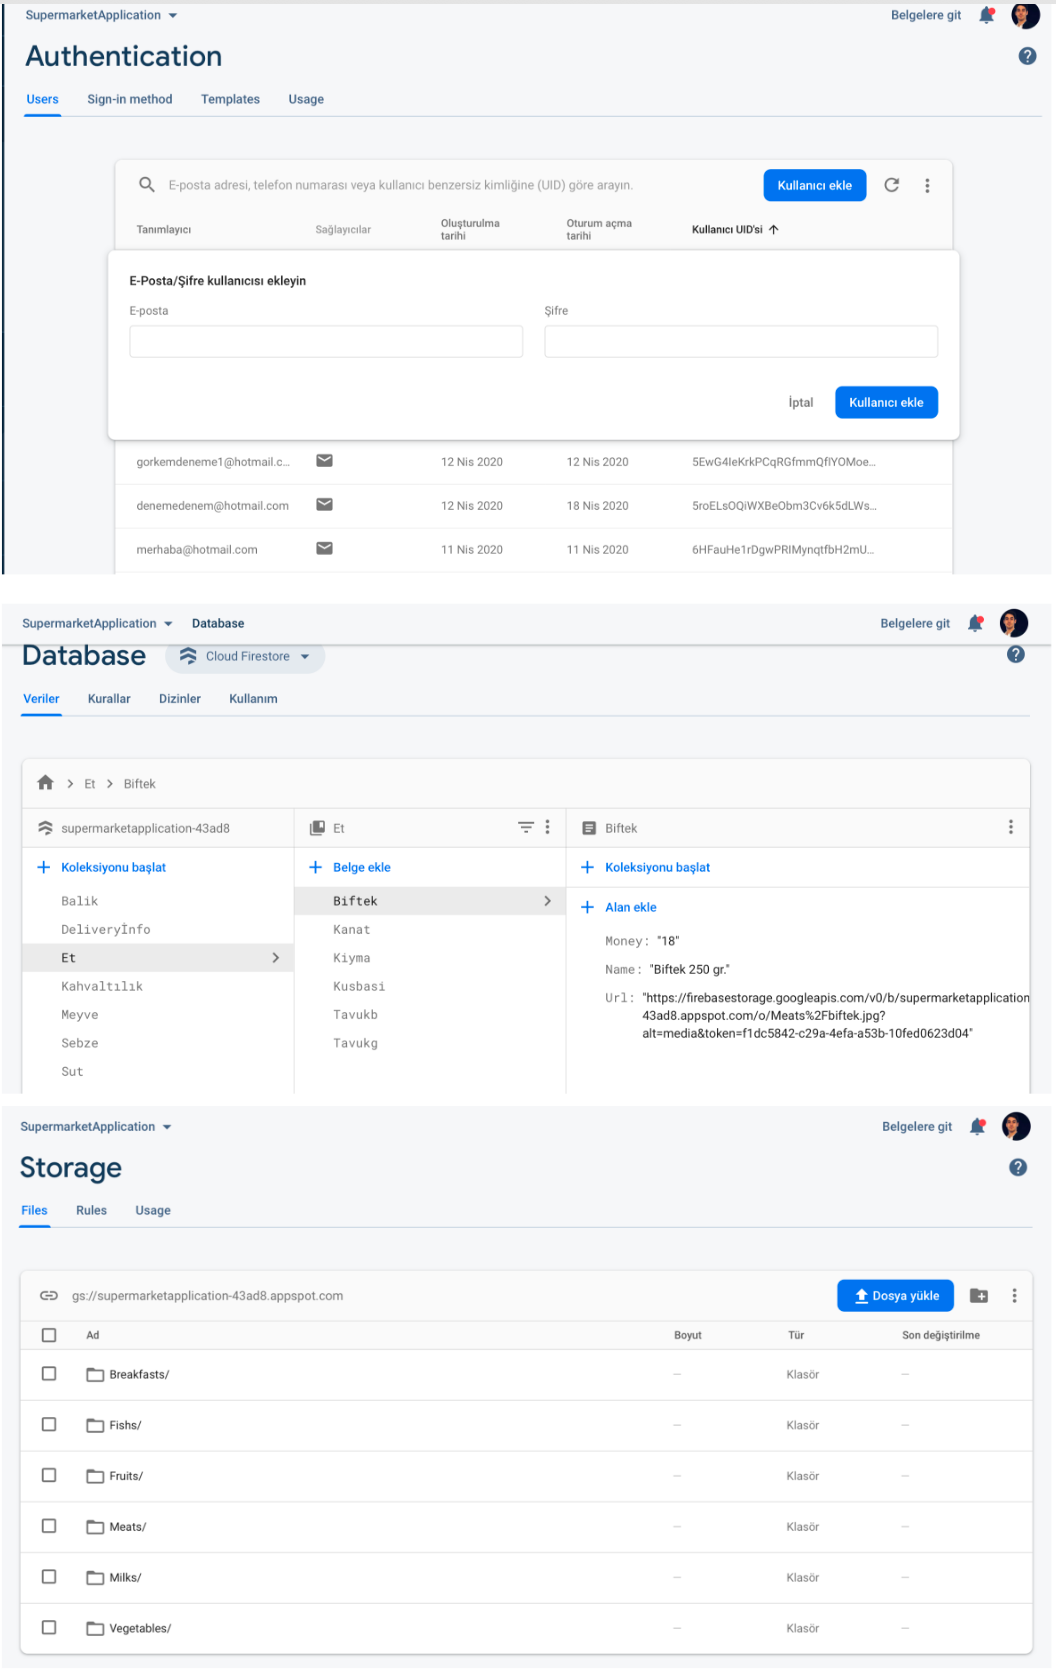 SupermarketApplication
Belgelere git
Authentication
Users Sign-in method Templates Usage
E-posta adresi, telefon numarası veya kullanıcı benzersiz kimliğine (UID) göre arayın.
Kullanıcı ekle
Tanımlayıcı Sağlayıcılar Oluşturulma tarihi Oturum açma tarihi Kullanıcı UID'si
E-Posta/Şifre kullanıcısı ekleyin
E-posta Şifre
İptal Kullanıcı ekle
gorkemdeneme1@hotmail.c... 12 Nis 2020 12 Nis 2020 5EwG4IeKrkPCqRGfmmQflYOMoe...
denemedenem@hotmail.com 12 Nis 2020 18 Nis 2020 5roELsOQiWXBeObm3Cv6k5dLWs...
merhaba@hotmail.com 11 Nis 2020 11 Nis 2020 6HFauHe1rDgwPRIMynqtfbH2mU...
SupermarketApplication Database Belgelere git
Database Cloud Firestore
Veriler Kurallar Dizinler Kullanım
Et Biftek
supermarketapplication-43ad8 Et Biftek
Koleksiyonu başlat Belge ekle Koleksiyonu başlat
Balik Biftek Alan ekle
Deliveryİnfo Kanat Money: "18"
Et Kiyma Name: "Biftek 250 gr."
Kahvaltılık Kusbasi Url: "https://firebasestorage.googleapis.com/v0/b/supermarketapplication
Meyve Tavukb 43ad8.appspot.com/o/Meats%2Fbiftek.jpg?
Sebze Tavukg alt=media&token=f1dc5842-c29a-4efa-a53b-10fed0623d04"
Sut
SupermarketApplication Belgelere git
Storage
Files Rules Usage
gs://supermarketapplication-43ad8.appspot.com Dosya yükle
Ad Boyut Tür Son değiştirilme
Breakfasts/ — Klasör —
Fishs/ — Klasör —
Fruits/ — Klasör —
Meats/ — Klasör —
Milks/ — Klasör —
Vegetables/ — Klasör —